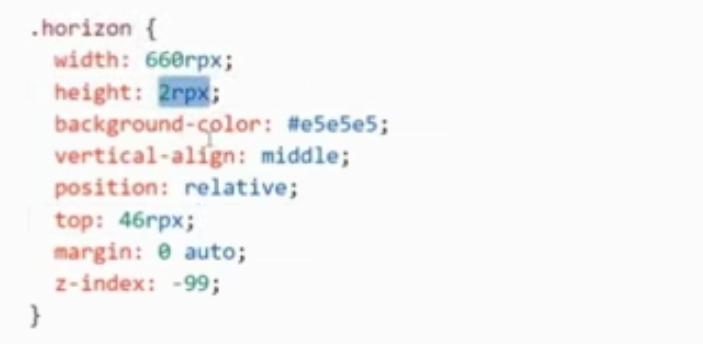 .horizon {
width: 660rpx;
height: 2rpx;
background-color: #e5e5e5;
vertical-align: middle;
position: relative;
top: 46rpx;
margin: 0 auto;
z-index: -99;
}